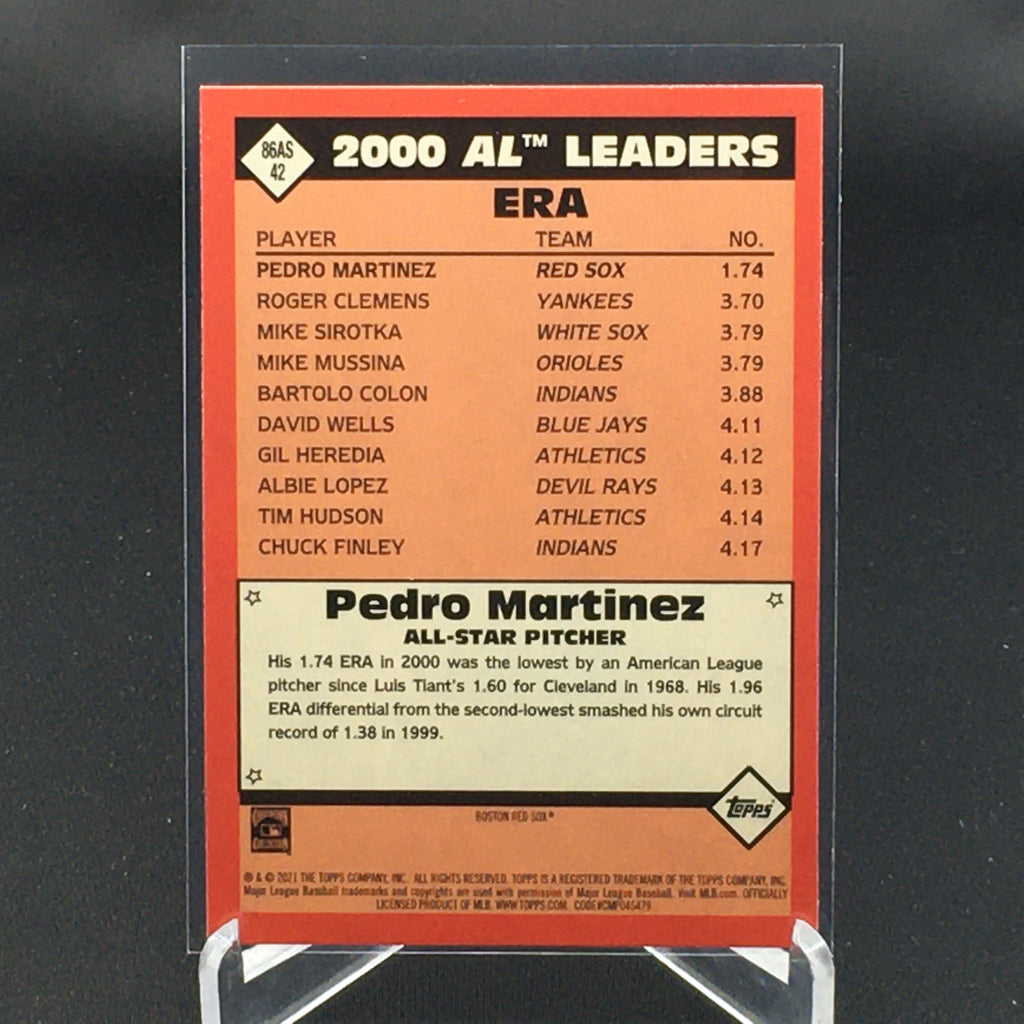 86AS
42
2000 AL™ LEADERS
ERA
PLAYER TEAM NO.
PEDRO MARTINEZ RED SOX 1.74
ROGER CLEMENS YANKEES 3.70
MIKE SIROTKA WHITE SOX 3.79
MIKE MUSSINA ORIOLES 3.79
BARTOLO COLON INDIANS 3.88
DAVID WELLS BLUE JAYS 4.11
GIL HEREDIA ATHLETICS 4.12
ALBIE LOPEZ DEVIL RAYS 4.13
TIM HUDSON ATHLETICS 4.14
CHUCK FINLEY INDIANS 4.17
Pedro Martinez
ALL-STAR PITCHER
His 1.74 ERA in 2000 was the lowest by an American League
pitcher since Luis Tiant's 1.60 for Cleveland in 1968. His 1.96
ERA differential from the second-lowest smashed his own circuit
record of 1.38 in 1999.
Topps®
BOSTON RED SOX®
® & © 2021 THE TOPPS COMPANY, INC. ALL RIGHTS RESERVED. TOPPS IS A REGISTERED TRADEMARK OF THE TOPPS COMPANY, INC.
Major League Baseball trademarks and copyrights are used with permission of Major League Baseball. Visit MLB.com. OFFICIALLY
LICENSED PRODUCT OF MLB. WWW.TOPPS.COM. CODE#CMP045479